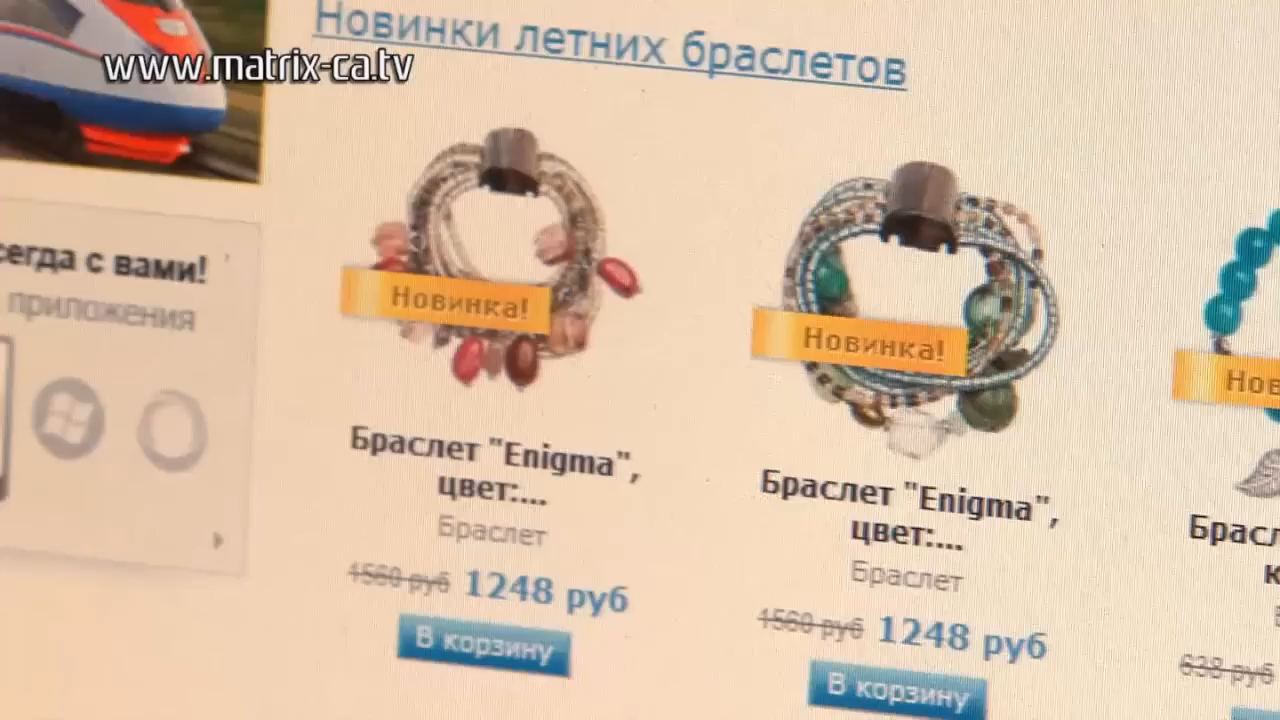 www.matrix-ca.tv
Новинки летних браслетов
сегда с вами!
приложения
Новинка!
Новинка!
Нов
Браслет "Enigma",
цвет:...
Браслет
1560 руб 1248 руб
В корзину
Браслет "Enigma",
цвет:...
Браслет
1560 руб 1248 руб
В корзину
Брасл
к
638 руб